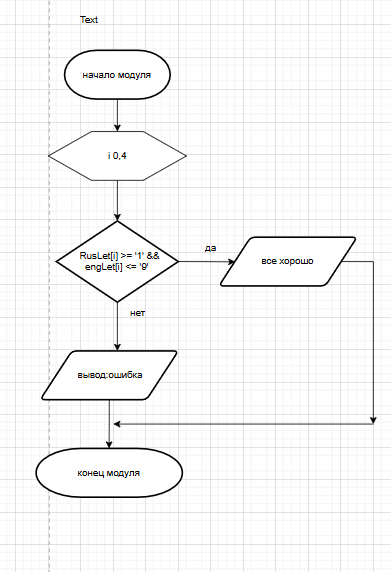 Text
начало модуля
i 0,4
RusLet[i] >= '1' &&
engLet[i] <= '9'
да
все хорошо
нет
вывод:ошибка
конец модуля